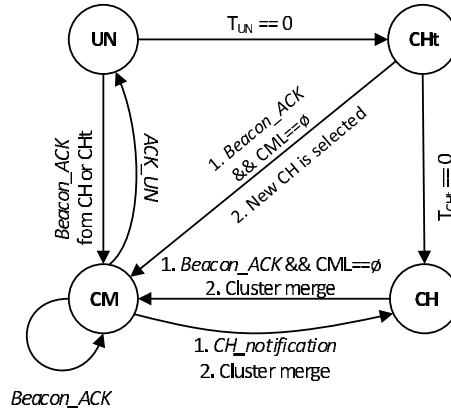 UN
T_UN == 0
CHt
Beacon_ACK
fom CH or CHt
ACK_UN
1. Beacon_ACK
&& CML==ø
2. New CH is selected
T_CHt == 0
1. Beacon_ACK && CML==ø
2. Cluster merge
CM
CH
1. CH_notification
2. Cluster merge
Beacon_ACK